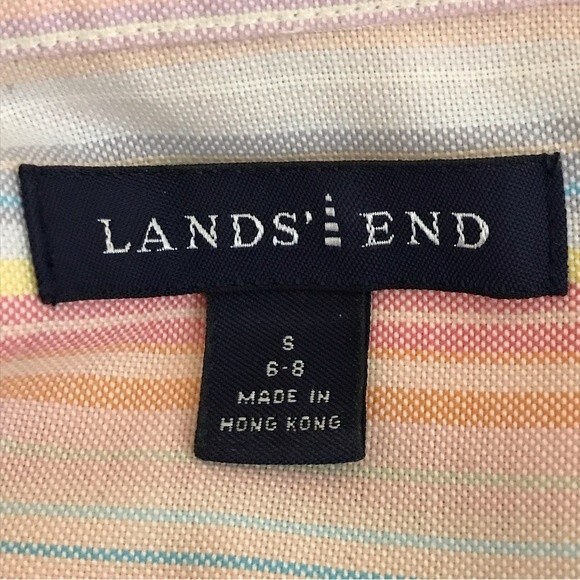 LANDS' END
S
6-8
MADE IN
HONG KONG